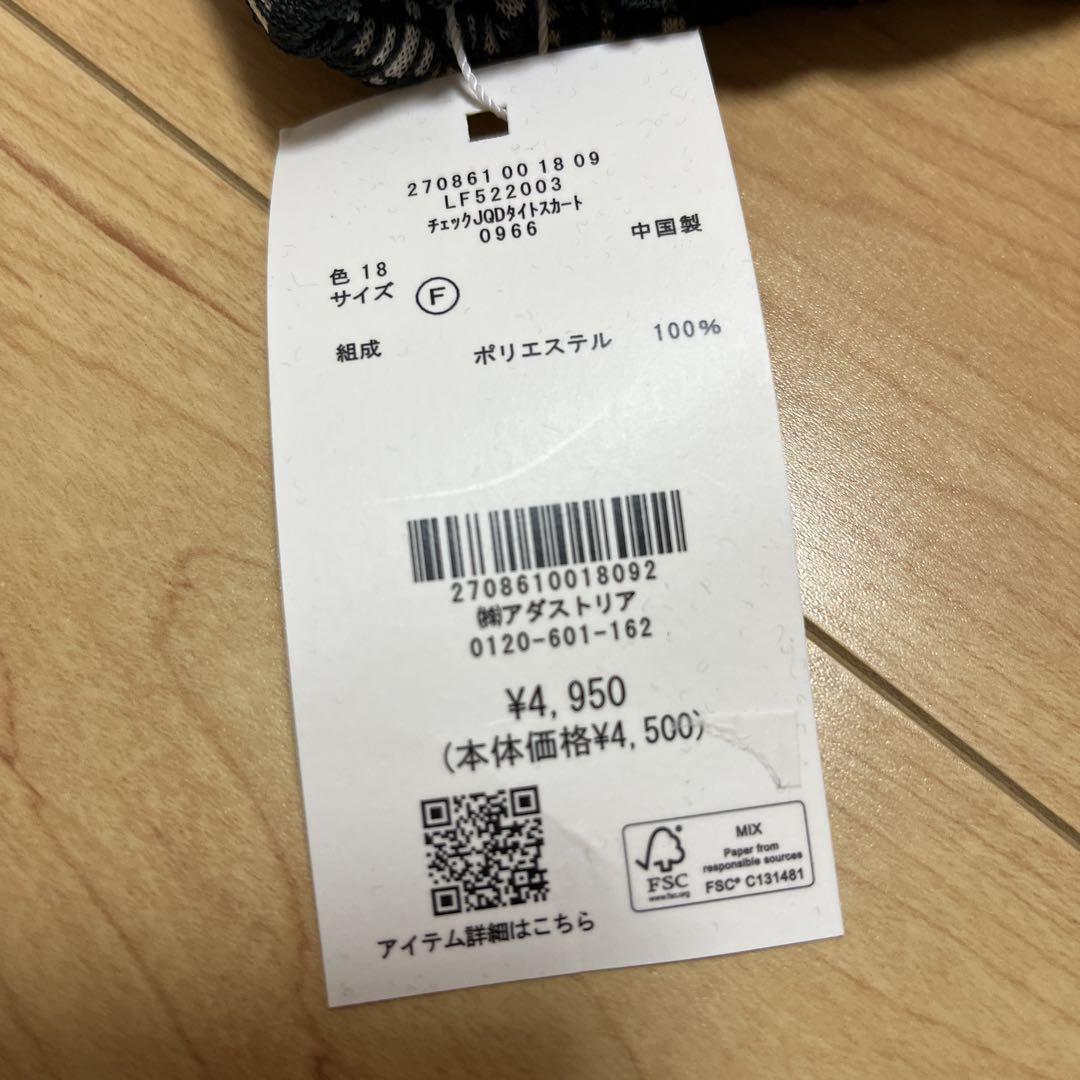 270861 00 18 09
LF522003
チェックJQDタイトスカート
0966
中国製
色 18
サイズ Ⓕ
組成 ポリエステル 100%
2708610018092
㈱アダストリア
0120-601-162
¥4,950
(本体価格¥4,500)
アイテム詳細はこちら
FSC
www.fsc.org
MIX
Paper from
responsible sources
FSC® C131481